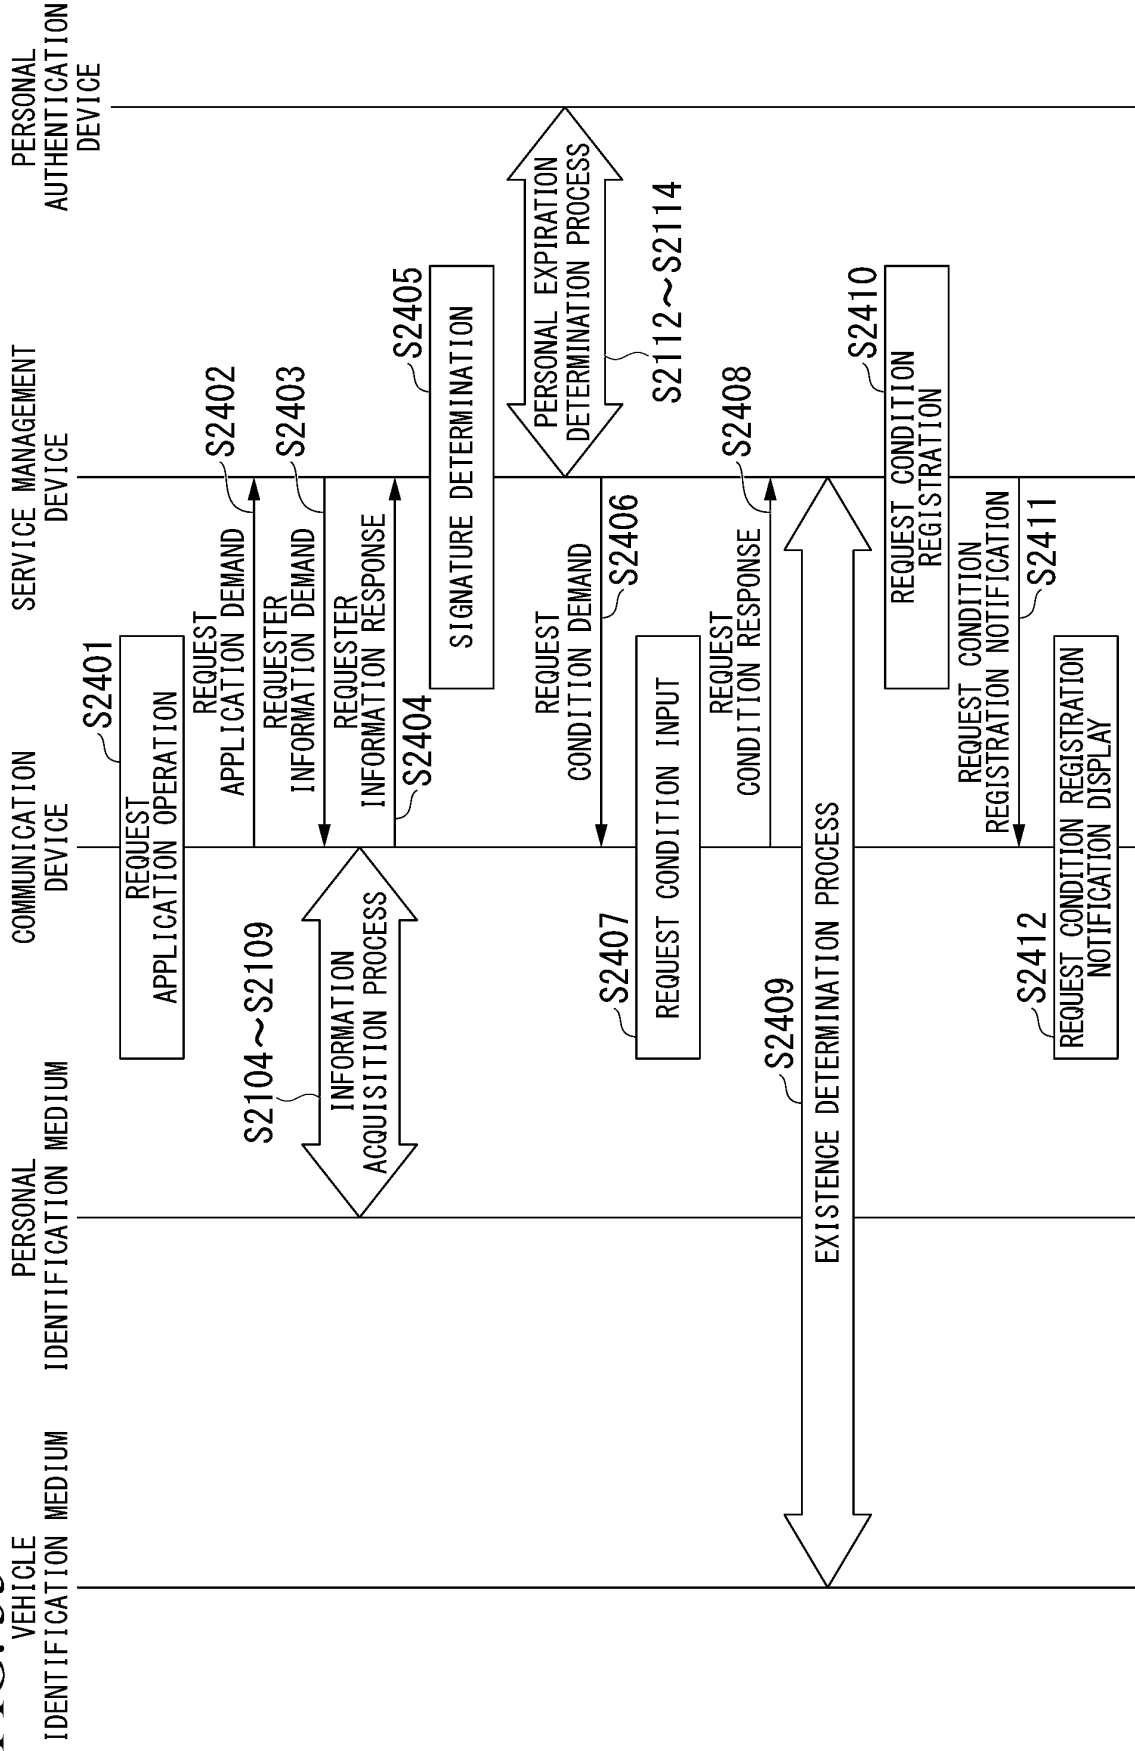 VEHICLE
IDENTIFICATION MEDIUM
PERSONAL
IDENTIFICATION MEDIUM
COMMUNICATION
DEVICE
SERVICE MANAGEMENT
DEVICE
PERSONAL
AUTHENTICATION
DEVICE
S2401
REQUEST
APPLICATION OPERATION
REQUEST
APPLICATION DEMAND
S2402
REQUESTER
INFORMATION DEMAND
S2403
S2104~S2109
INFORMATION
ACQUISITION PROCESS
REQUESTER
INFORMATION RESPONSE
S2404
S2405
SIGNATURE DETERMINATION
PERSONAL EXPIRATION
DETERMINATION PROCESS
S2112~S2114
REQUEST
CONDITION DEMAND
S2406
S2407
REQUEST CONDITION INPUT
REQUEST
CONDITION RESPONSE
S2408
S2409
EXISTENCE DETERMINATION PROCESS
S2410
REQUEST CONDITION
REGISTRATION
REQUEST CONDITION
REGISTRATION NOTIFICATION
S2411
S2412
REQUEST CONDITION REGISTRATION
NOTIFICATION DISPLAY